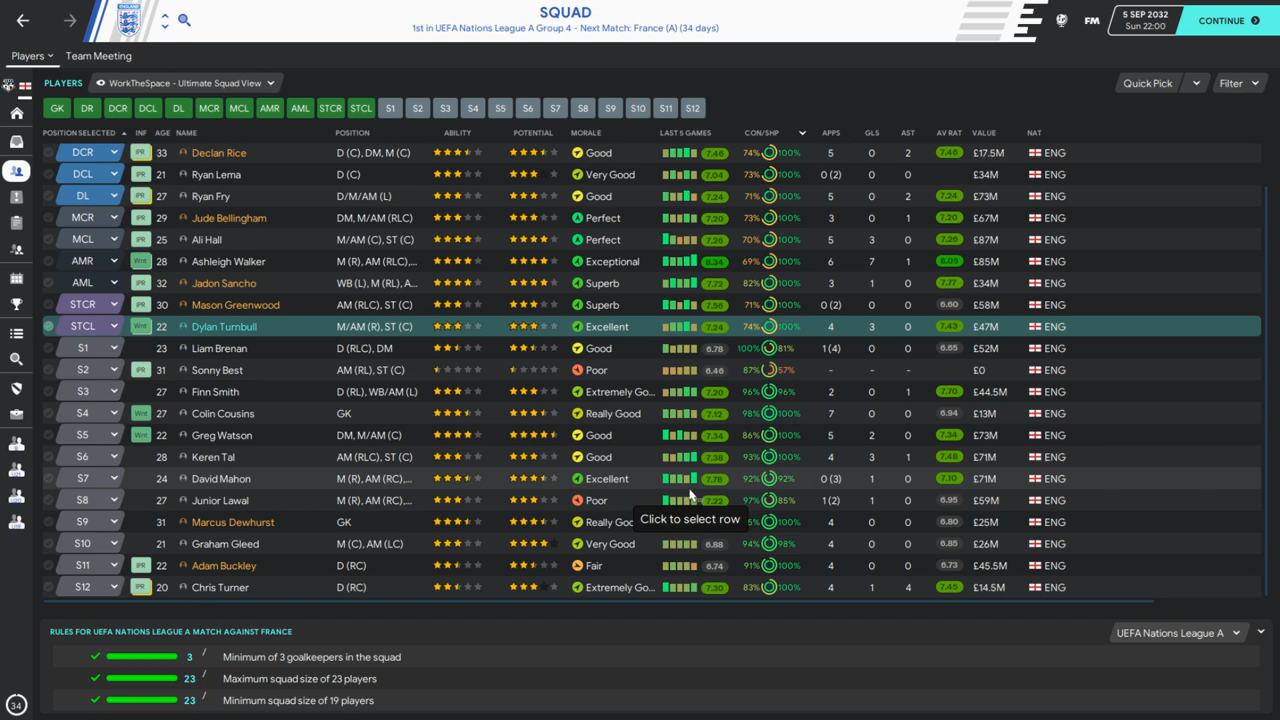 SQUAD
1st in UEFA Nations League A Group 4 - Next Match: France (A) (34 days)
ENGLAND
FM
5 SEP 2032
Sun 22:00
CONTINUE
Players
Team Meeting
PLAYERS
WorkTheSpace - Ultimate Squad View
Quick Pick
Filter
GK DR DCR DCL DL MCR MCL AMR AML STCR STCL S1 S2 S3 S4 S5 S6 S7 S8 S9 S10 S11 S12
POSITION SELECTED INF AGE NAME POSITION ABILITY POTENTIAL MORALE LAST 5 GAMES CON/SHP APPS GLS AST AV RAT VALUE NAT
DCR IPR 33 Declan Rice D (C), DM, M (C) Good 7.46 74% 100% 5 0 2 7.46 £17.5M ENG
DCL IPR 21 Ryan Lema D (C) Very Good 7.04 73% 100% 0 (2) 0 0 £34M ENG
DL IPR 27 Ryan Fry D/M/AM (L) Good 7.24 71% 100% 5 0 2 7.24 £27M ENG
MCR IPR 29 Jude Bellingham DM, M/AM (RLC) Perfect 7.20 73% 100% 3 0 1 7.20 £67M ENG
MCL IPR 25 Ali Hall M/AM (C), ST (C) Perfect 7.26 70% 100% 5 3 0 7.26 £87M ENG
AMR Wnt 28 Ashleigh Walker M (R), AM (RLC),... Exceptional 8.34 69% 100% 6 7 1 8.05 £85M ENG
AML IPR 32 Jadon Sancho WB (L), M (RL), A... Superb 7.72 82% 100% 3 1 0 7.77 £34M ENG
STCR IPR 30 Mason Greenwood AM (RLC), ST (C) Superb 7.56 71% 100% 0 (2) 0 0 6.60 £58M ENG
STCL Wnt 22 Dylan Turnbull M/AM (R), ST (C) Excellent 7.24 74% 100% 4 3 0 7.43 £47M ENG
S1 23 Liam Brenan D (RLC), DM Good 6.78 100% 81% 1(4) 0 0 6.65 £52M ENG
S2 IPR 31 Sonny Best AM (RL), ST (C) Poor 6.46 87% 57% - - - - £0 ENG
S3 27 Finn Smith D (RL), WB/AM (L) Extremely Go... 7.20 96% 96% 2 0 1 7.70 £44.5M ENG
S4 Wnt 27 Colin Cousins GK Really Good 7.12 98% 100% 7 0 0 6.94 £13M ENG
S5 Wnt 22 Greg Watson DM, M/AM (C) Good 7.34 86% 100% 5 2 0 7.34 £73M ENG
S6 28 Keren Tal AM (RLC), ST (C) Good 7.38 93% 100% 4 3 1 7.48 £71M ENG
S7 24 David Mahon M (R), AM (RC),... Excellent 7.78 92% 92% 0 (3) 1 0 7.10 £71M ENG
S8 27 Junior Lawal M (R), AM (RC),... Poor 7.22 97% 85% 1 (2) 0 0 6.95 £59M ENG
S9 31 Marcus Dewhurst GK Really Goo 100% 4 0 0 6.80 £25M ENG
Click to select row
S10 21 Graham Gleed M (C), AM (LC) Very Good 6.88 94% 98% 4 0 0 6.85 £26M ENG
S11 IPR 22 Adam Buckley D (RC) Fair 6.74 91% 100% 4 0 0 6.73 £45.5M ENG
S12 IPR 20 Chris Turner D (RC) Extremely Go... 7.30 83% 100% 4 1 4 7.45 £14.5M ENG
RULES FOR UEFA NATIONS LEAGUE A MATCH AGAINST FRANCE
UEFA Nations League A
3 / Minimum of 3 goalkeepers in the squad
23 / Maximum squad size of 23 players
23 / Minimum squad size of 19 players
34